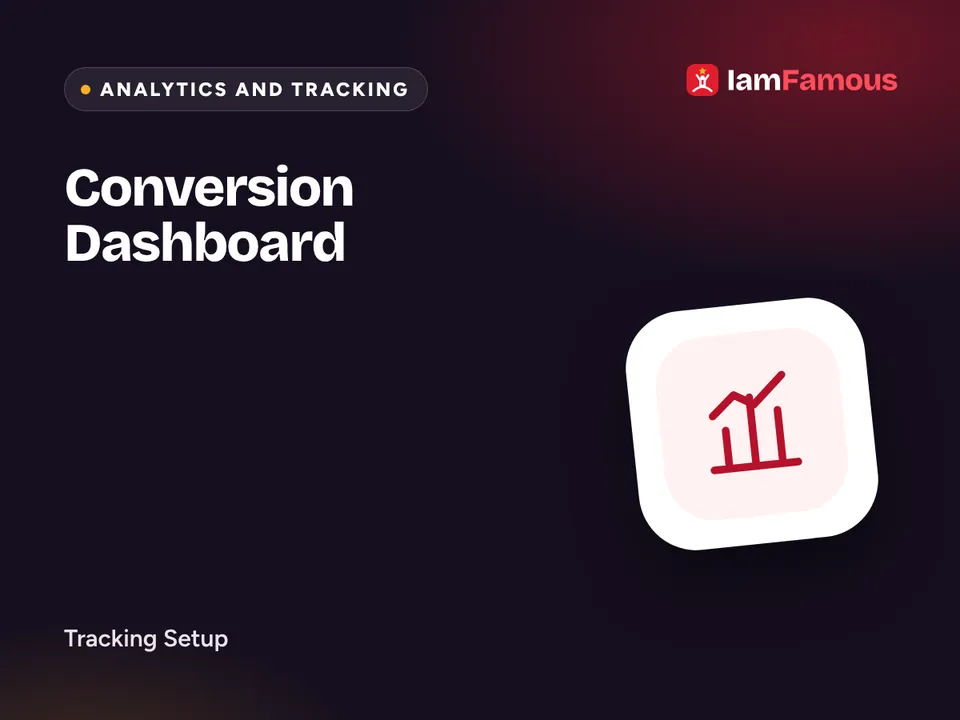 ANALYTICS AND TRACKING
IamFamous
Conversion
Dashboard
Tracking Setup